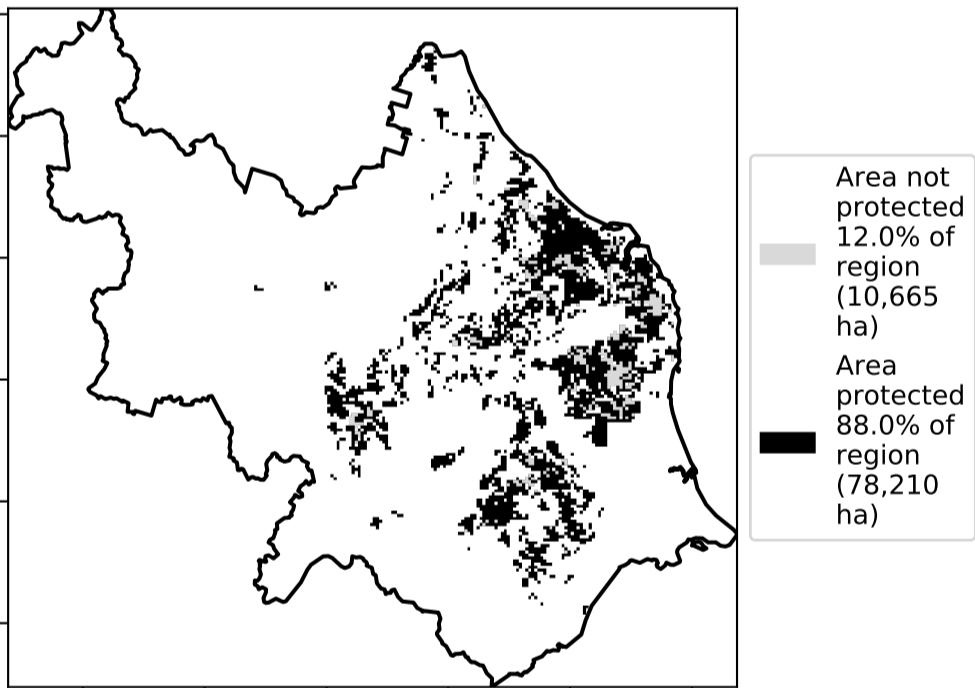 Area not
protected
12.0% of
region
(10,665
ha)
Area
protected
88.0% of
region
(78,210
ha)